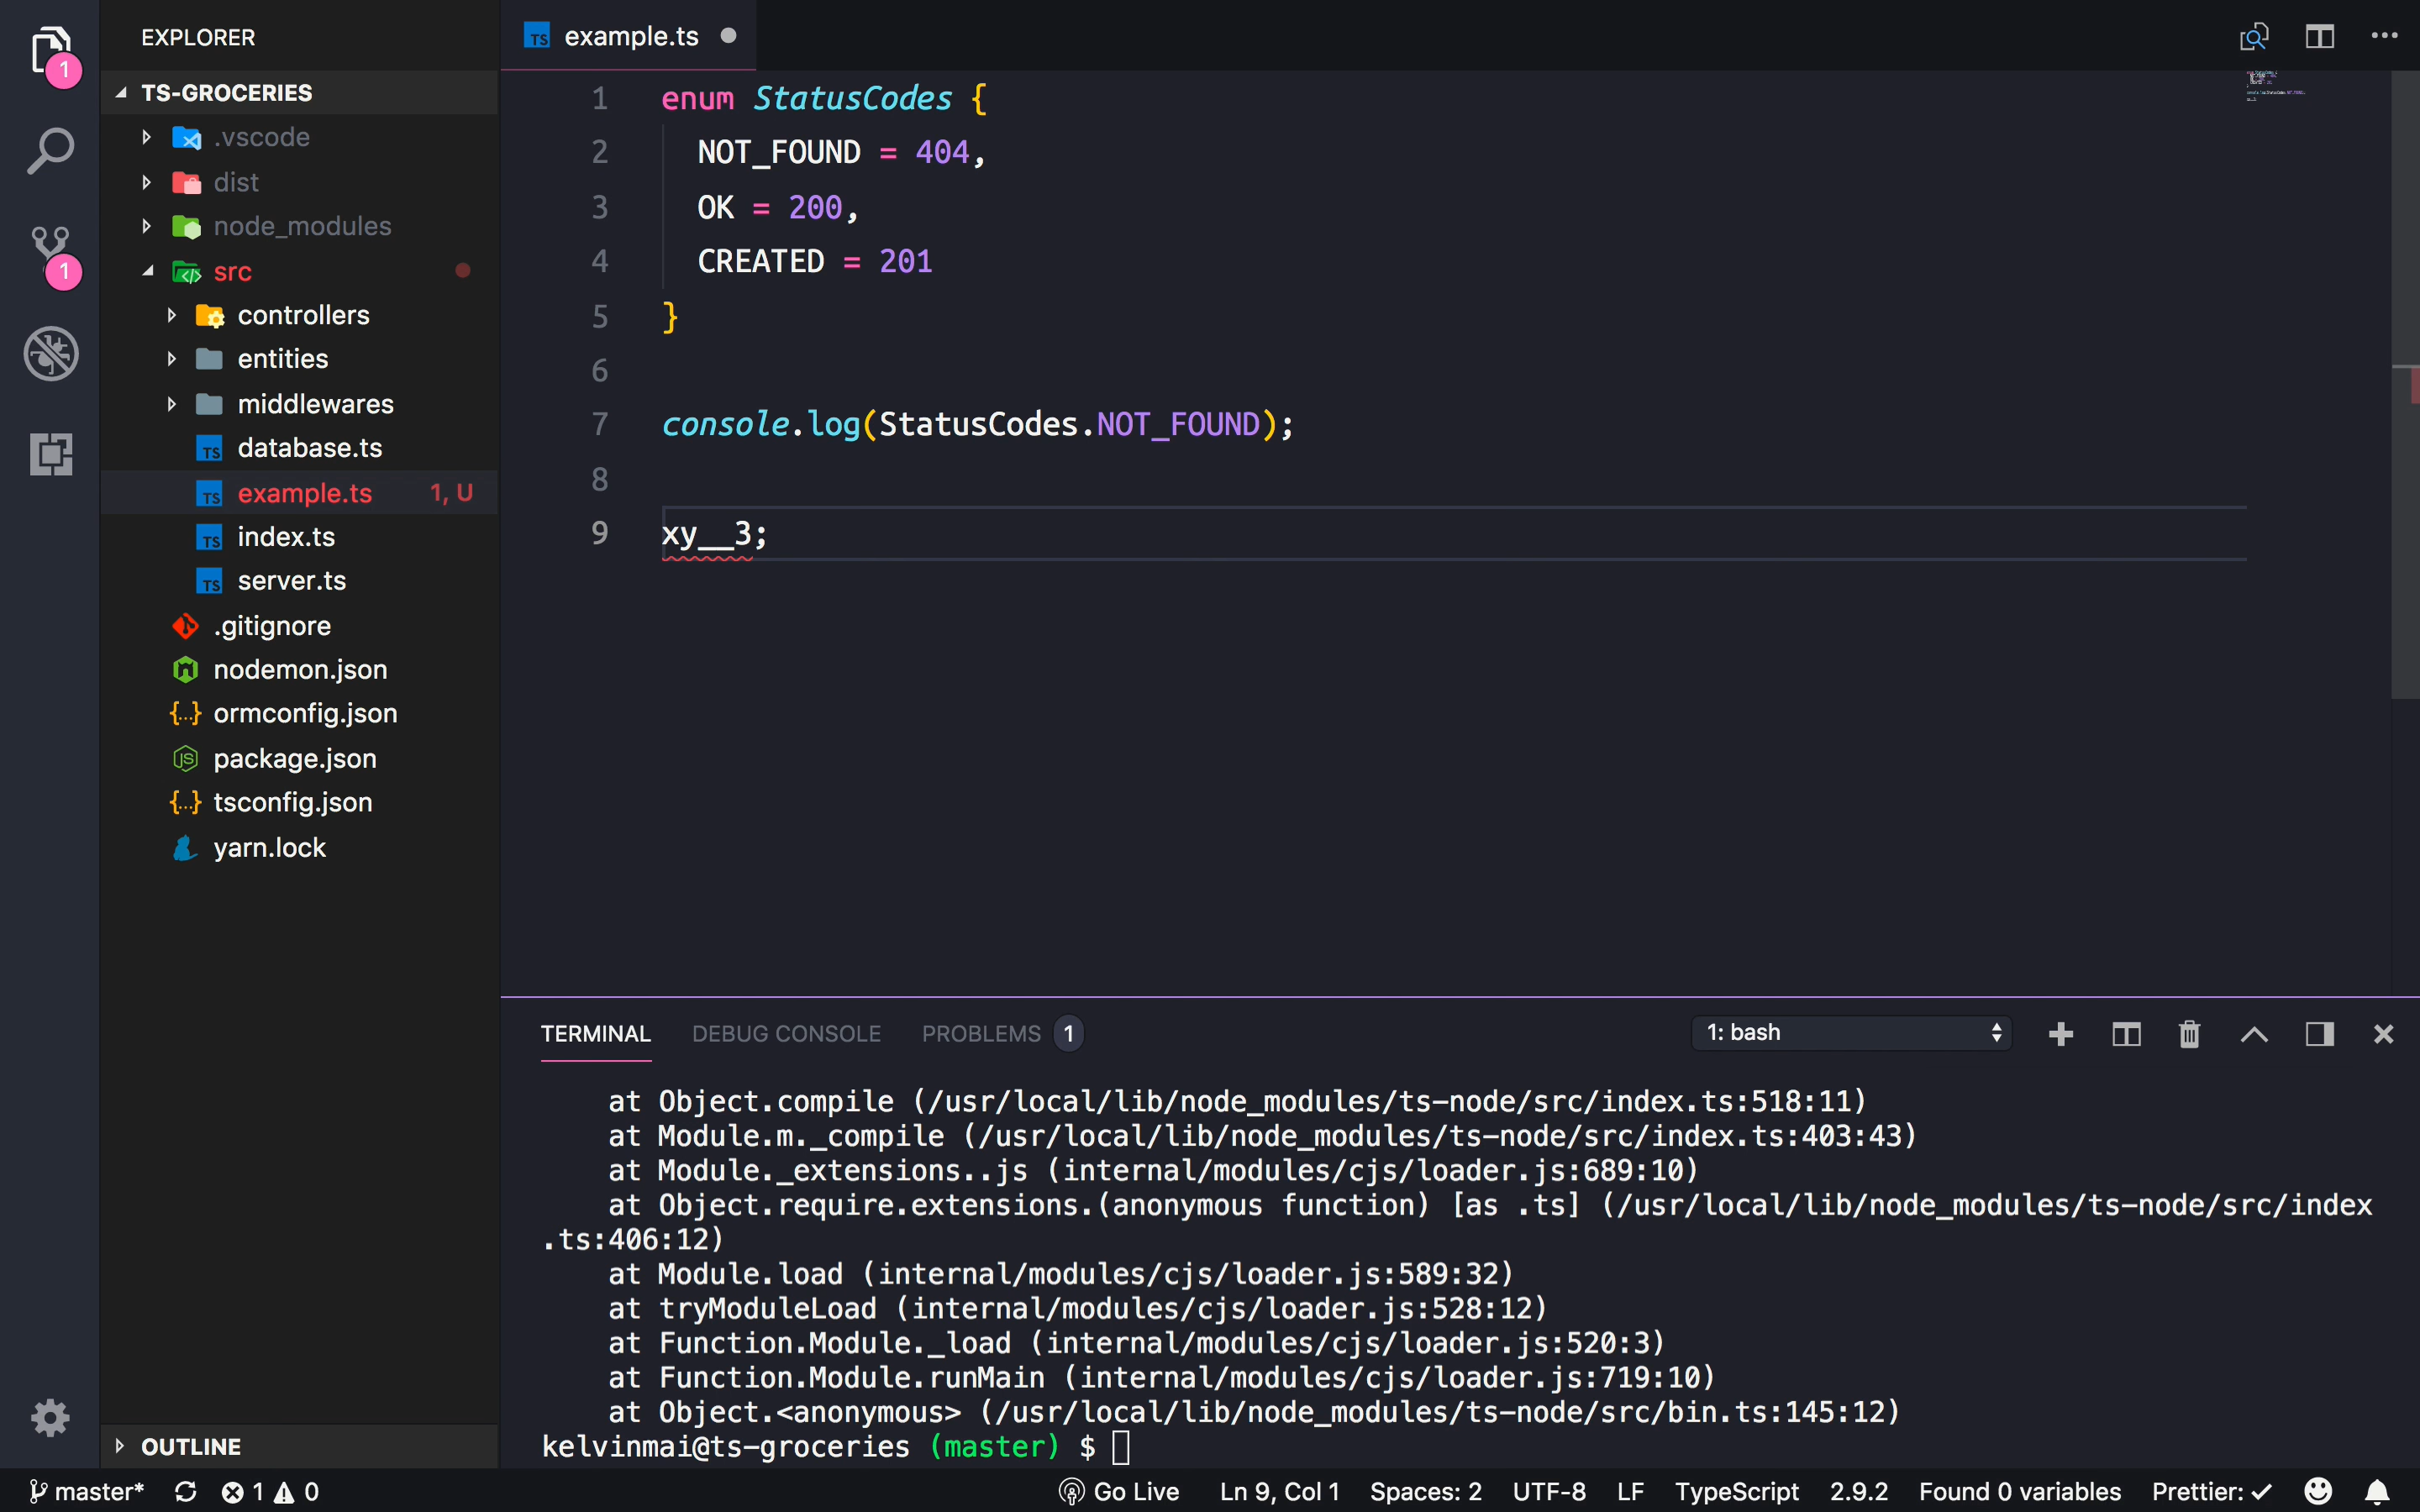 EXPLORER
example.ts
1
TS-GROCERIES
.vscode
dist
node_modules
src
1
controllers
entities
middlewares
TS database.ts
TS example.ts 1, U
TS index.ts
TS server.ts
.gitignore
nodemon.json
{..} ormconfig.json
JS package.json
{..} tsconfig.json
yarn.lock
OUTLINE
1 enum StatusCodes {
2 NOT_FOUND = 404,
3 OK = 200,
4 CREATED = 201
5 }
6
7 console.log(StatusCodes.NOT_FOUND);
8
9 xy__3;
TERMINAL DEBUG CONSOLE PROBLEMS 1 1: bash
at Object.compile (/usr/local/lib/node_modules/ts-node/src/index.ts:518:11)
at Module.m._compile (/usr/local/lib/node_modules/ts-node/src/index.ts:403:43)
at Module._extensions..js (internal/modules/cjs/loader.js:689:10)
at Object.require.extensions.(anonymous function) [as .ts] (/usr/local/lib/node_modules/ts-node/src/index
.ts:406:12)
at Module.load (internal/modules/cjs/loader.js:589:32)
at tryModuleLoad (internal/modules/cjs/loader.js:528:12)
at Function.Module._load (internal/modules/cjs/loader.js:520:3)
at Function.Module.runMain (internal/modules/cjs/loader.js:719:10)
at Object.<anonymous> (/usr/local/lib/node_modules/ts-node/src/bin.ts:145:12)
kelvinmai@ts-groceries (master) $
master* 1 0 Go Live Ln 9, Col 1 Spaces: 2 UTF-8 LF TypeScript 2.9.2 Found 0 variables Prettier: ✓